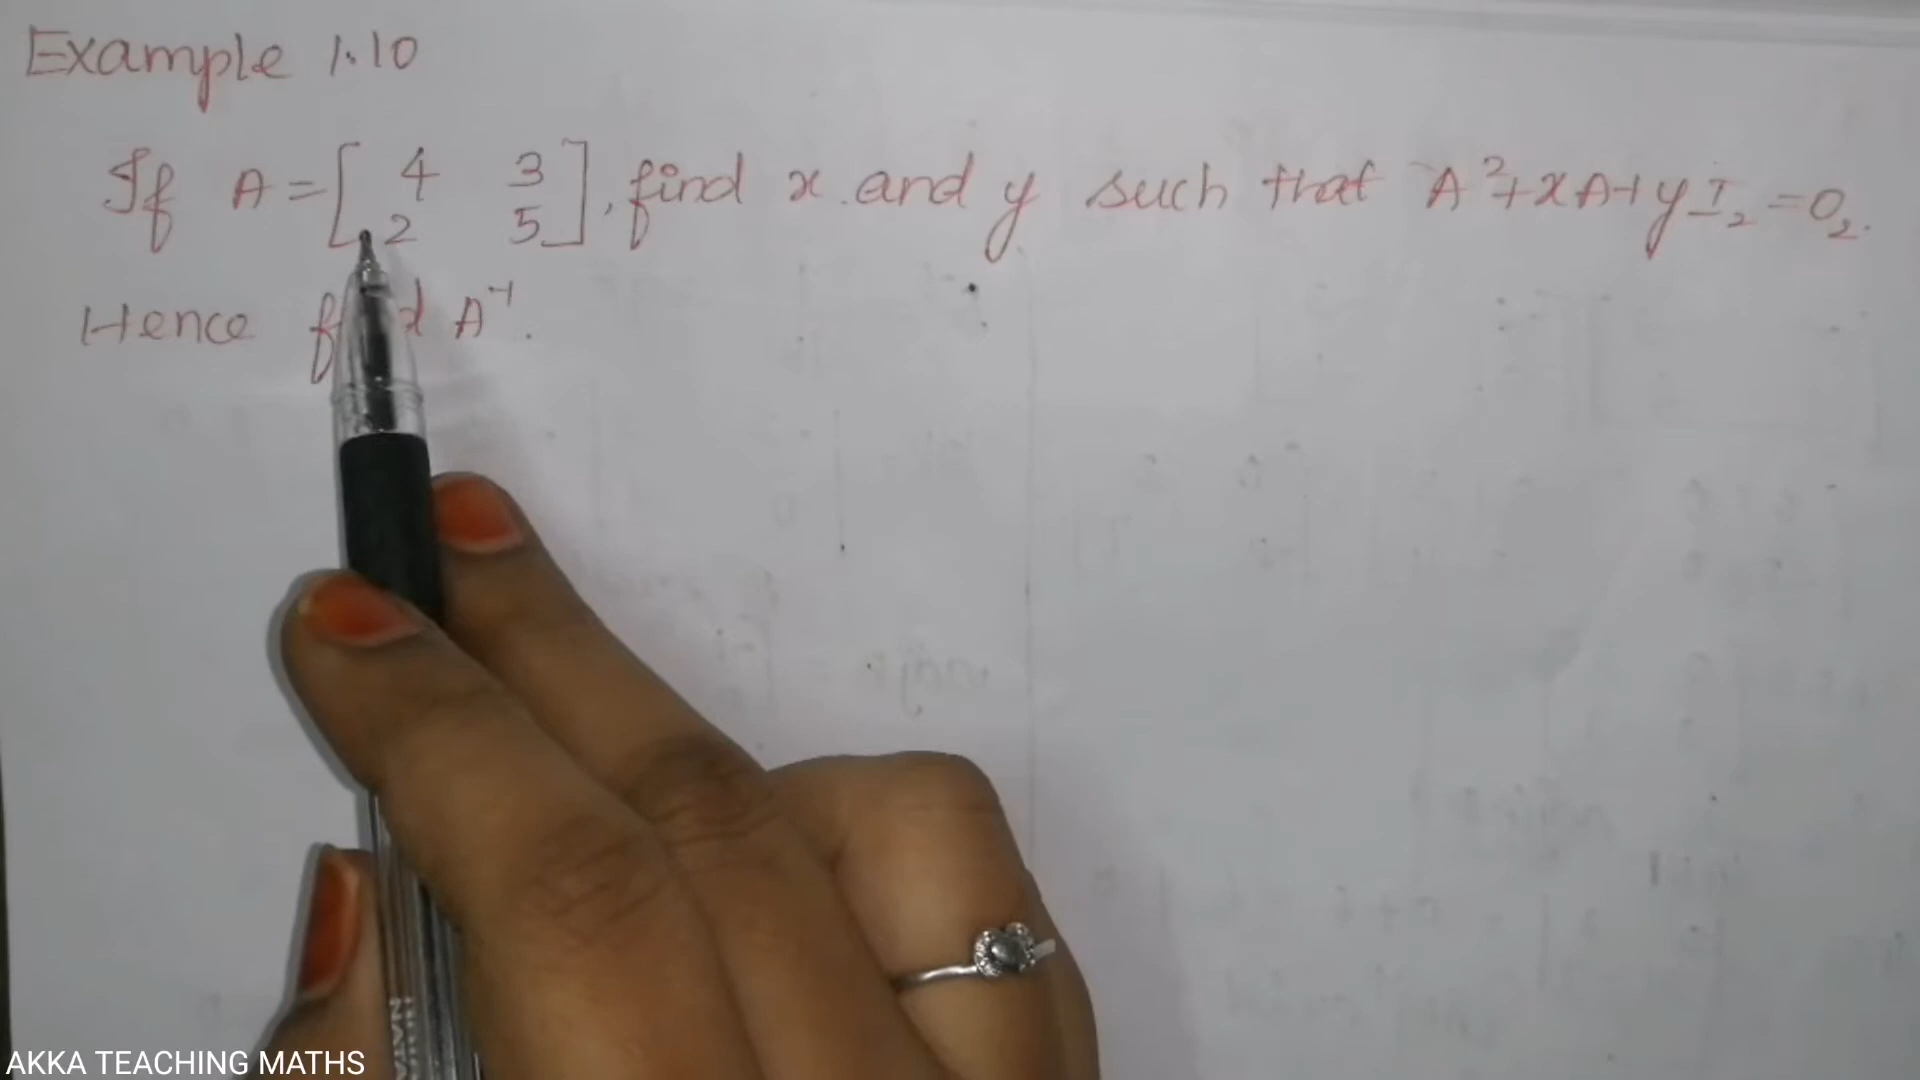 Example 1.10
If A = [ 4 3 ], find x and y such that A²+xA+yI₂=O₂.
2 5
Hence find A⁻¹.
AKKA TEACHING MATHS